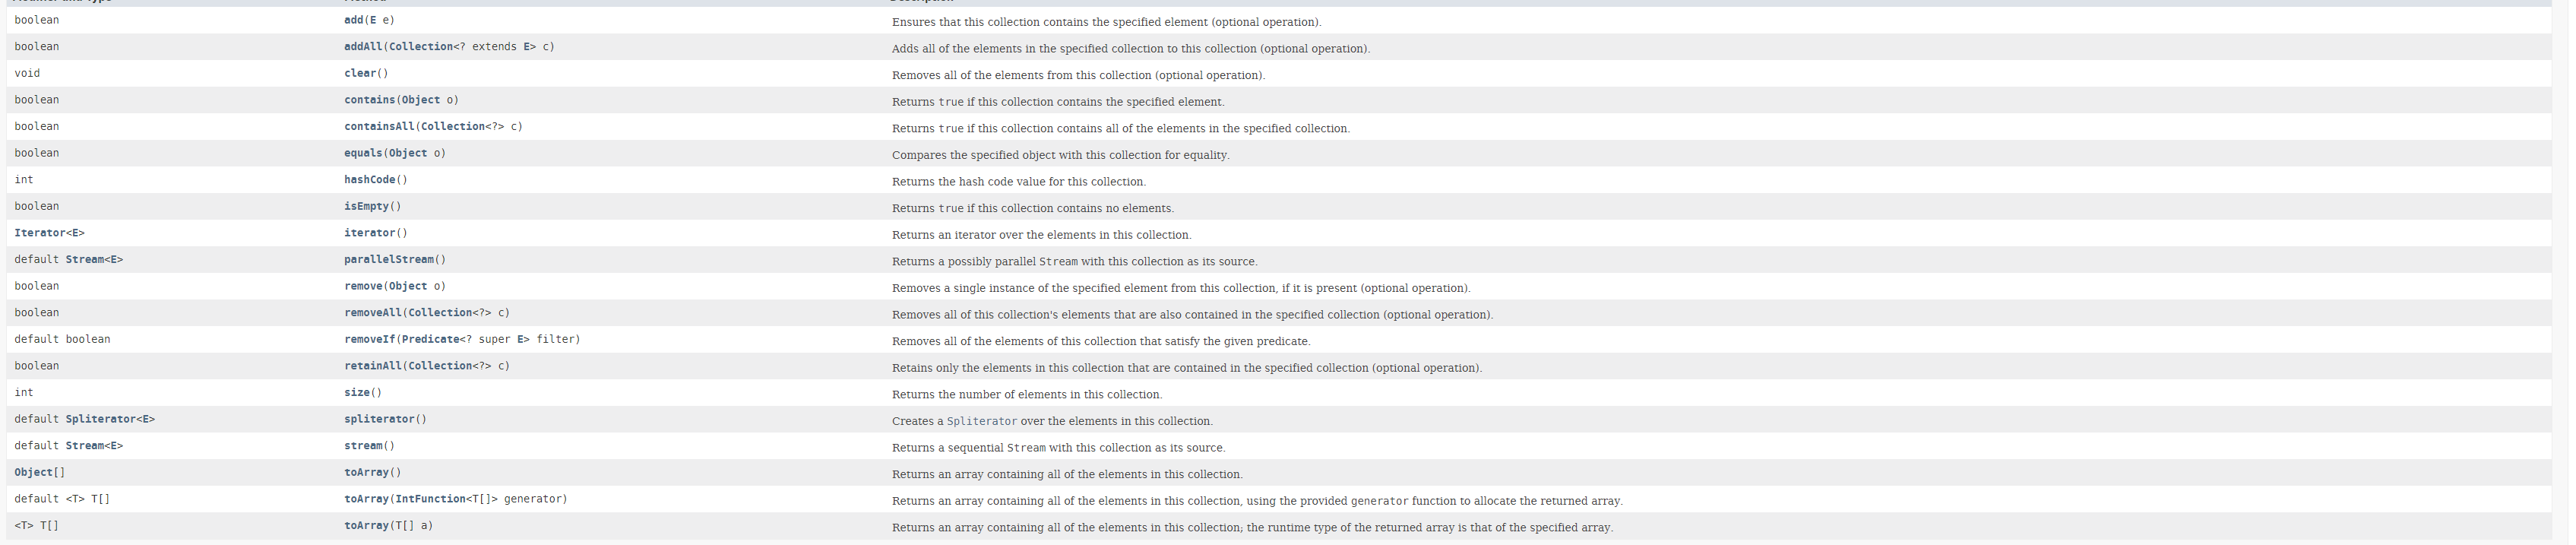 boolean add(E e) Ensures that this collection contains the specified element (optional operation).
boolean addAll(Collection<? extends E> c) Adds all of the elements in the specified collection to this collection (optional operation).
void clear() Removes all of the elements from this collection (optional operation).
boolean contains(Object o) Returns true if this collection contains the specified element.
boolean containsAll(Collection<?> c) Returns true if this collection contains all of the elements in the specified collection.
boolean equals(Object o) Compares the specified object with this collection for equality.
int hashCode() Returns the hash code value for this collection.
boolean isEmpty() Returns true if this collection contains no elements.
Iterator<E> iterator() Returns an iterator over the elements in this collection.
default Stream<E> parallelStream() Returns a possibly parallel Stream with this collection as its source.
boolean remove(Object o) Removes a single instance of the specified element from this collection, if it is present (optional operation).
boolean removeAll(Collection<?> c) Removes all of this collection's elements that are also contained in the specified collection (optional operation).
default boolean removeIf(Predicate<? super E> filter) Removes all of the elements of this collection that satisfy the given predicate.
boolean retainAll(Collection<?> c) Retains only the elements in this collection that are contained in the specified collection (optional operation).
int size() Returns the number of elements in this collection.
default Spliterator<E> spliterator() Creates a Spliterator over the elements in this collection.
default Stream<E> stream() Returns a sequential Stream with this collection as its source.
Object[] toArray() Returns an array containing all of the elements in this collection.
default <T> T[] toArray(IntFunction<T[]> generator) Returns an array containing all of the elements in this collection, using the provided generator function to allocate the returned array.
<T> T[] toArray(T[] a) Returns an array containing all of the elements in this collection; the runtime type of the returned array is that of the specified array.